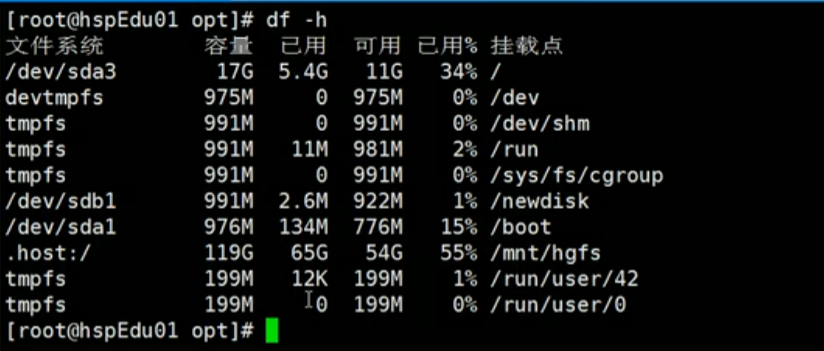 [root@hspEdu01 opt]# df -h
文件系统 容量 已用 可用 已用% 挂载点
/dev/sda3 17G 5.4G 11G 34% /
devtmpfs 975M 0 975M 0% /dev
tmpfs 991M 0 991M 0% /dev/shm
tmpfs 991M 11M 981M 2% /run
tmpfs 991M 0 991M 0% /sys/fs/cgroup
/dev/sdb1 991M 2.6M 922M 1% /newdisk
/dev/sda1 976M 134M 776M 15% /boot
.host:/ 119G 65G 54G 55% /mnt/hgfs
tmpfs 199M 12K 199M 1% /run/user/42
tmpfs 199M 0 199M 0% /run/user/0
[root@hspEdu01 opt]#